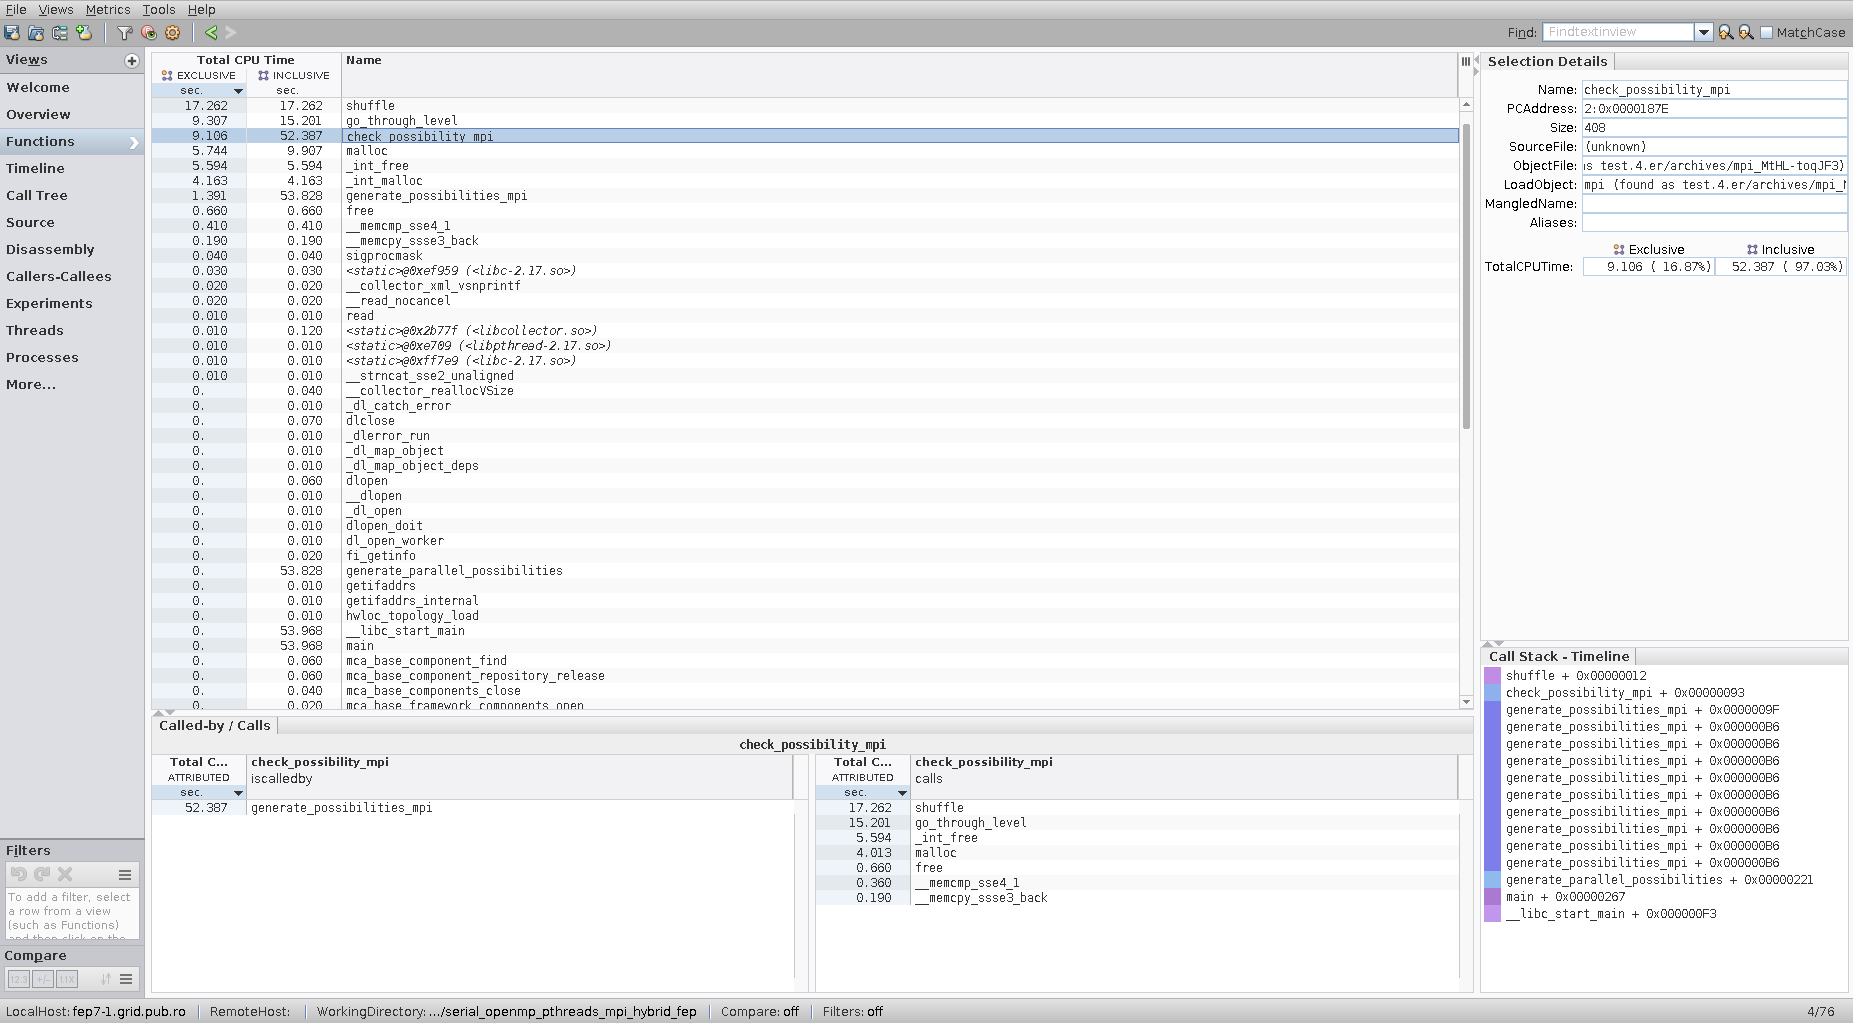 File Views Metrics Tools Help
Find: Findtextinview MatchCase
Views
Welcome
Overview
Functions
Timeline
Call Tree
Source
Disassembly
Callers-Callees
Experiments
Threads
Processes
More...
Filters
To add a filter, select
a row from a view
(such as Functions)
and then click on the
Compare
Total CPU Time Name
EXCLUSIVE INCLUSIVE
sec. sec.
17.262 17.262 shuffle
9.307 15.201 go_through_level
9.106 52.387 check_possibility_mpi
5.744 9.907 malloc
5.594 5.594 _int_free
4.163 4.163 _int_malloc
1.391 53.828 generate_possibilities_mpi
0.660 0.660 free
0.410 0.410 __memcmp_sse4_1
0.190 0.190 __memcpy_ssse3_back
0.040 0.040 sigprocmask
0.030 0.030 <static>@0xef959 (<libc-2.17.so>)
0.020 0.020 __collector_xml_vsnprintf
0.020 0.020 __read_nocancel
0.010 0.010 read
0.010 0.120 <static>@0x2b77f (<libcollector.so>)
0.010 0.010 <static>@0xe709 (<libpthread-2.17.so>)
0.010 0.010 <static>@0xff7e9 (<libc-2.17.so>)
0.010 0.010 __strncat_sse2_unaligned
0. 0.040 __collector_reallocVSize
0. 0.010 _dl_catch_error
0. 0.070 dlclose
0. 0.010 _dlerror_run
0. 0.010 _dl_map_object
0. 0.010 _dl_map_object_deps
0. 0.060 dlopen
0. 0.010 __dlopen
0. 0.010 _dl_open
0. 0.010 dlopen_doit
0. 0.010 dl_open_worker
0. 0.020 fi_getinfo
0. 53.828 generate_parallel_possibilities
0. 0.010 getifaddrs
0. 0.010 getifaddrs_internal
0. 0.010 hwloc_topology_load
0. 53.968 __libc_start_main
0. 53.968 main
0. 0.060 mca_base_component_find
0. 0.060 mca_base_component_repository_release
0. 0.040 mca_base_components_close
0. 0.020 mca_base_framework_components_open
Called-by / Calls
check_possibility_mpi
Total C... check_possibility_mpi
ATTRIBUTED iscalledby
sec.
52.387 generate_possibilities_mpi
Total C... check_possibility_mpi
ATTRIBUTED calls
sec.
17.262 shuffle
15.201 go_through_level
5.594 _int_free
4.013 malloc
0.660 free
0.360 __memcmp_sse4_1
0.190 __memcpy_ssse3_back
Selection Details
Name: check_possibility_mpi
PCAddress: 2:0x0000187E
Size: 408
SourceFile: (unknown)
ObjectFile: as test.4.er/archives/mpi_MtHL-toqJF3)
LoadObject: mpi (found as test.4.er/archives/mpi_M
MangledName:
Aliases:
Exclusive Inclusive
TotalCPUTime: 9.106 ( 16.87%) 52.387 ( 97.03%)
Call Stack - Timeline
shuffle + 0x00000012
check_possibility_mpi + 0x00000093
generate_possibilities_mpi + 0x0000009F
generate_possibilities_mpi + 0x000000B6
generate_possibilities_mpi + 0x000000B6
generate_possibilities_mpi + 0x000000B6
generate_possibilities_mpi + 0x000000B6
generate_possibilities_mpi + 0x000000B6
generate_possibilities_mpi + 0x000000B6
generate_possibilities_mpi + 0x000000B6
generate_possibilities_mpi + 0x000000B6
generate_possibilities_mpi + 0x000000B6
generate_parallel_possibilities + 0x00000221
main + 0x00000267
__libc_start_main + 0x000000F3
LocalHost: fep7-1.grid.pub.ro RemoteHost: WorkingDirectory: .../serial_openmp_pthreads_mpi_hybrid_fep Compare: off Filters: off 4/76